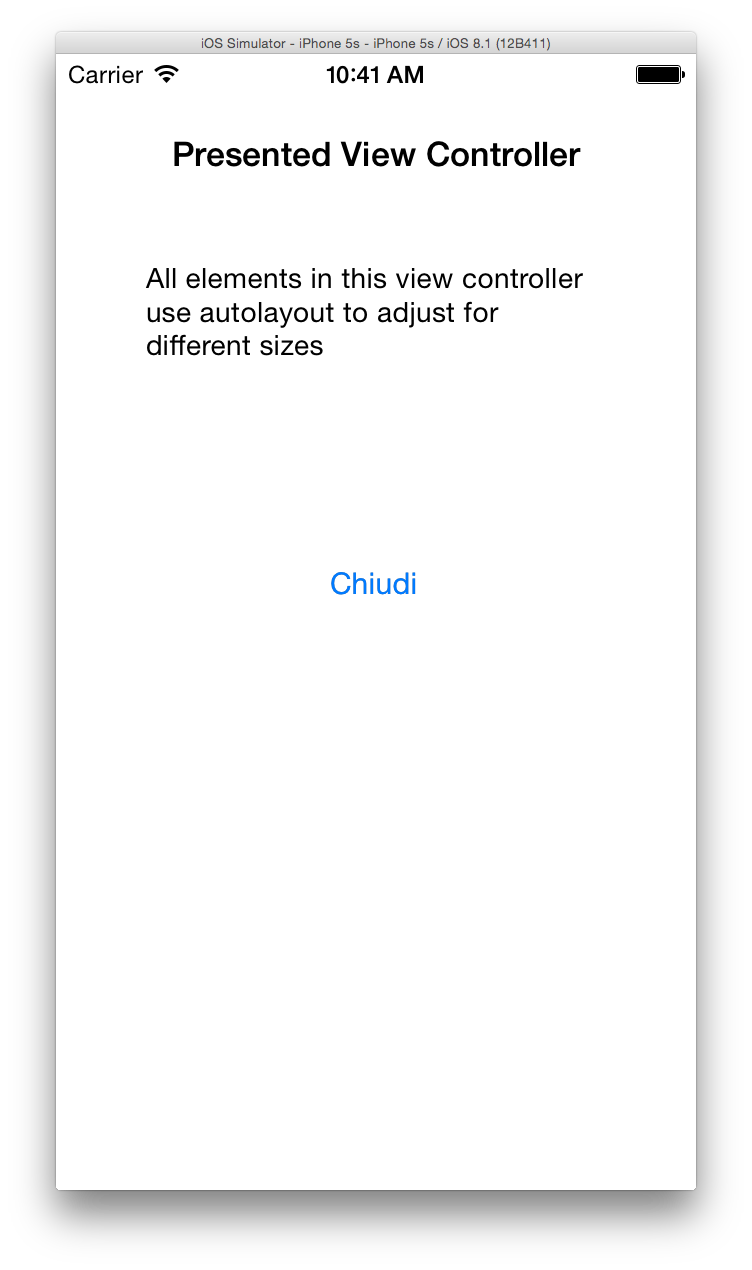 iOS Simulator - iPhone 5s - iPhone 5s / iOS 8.1 (12B411)
Carrier 10:41 AM
Presented View Controller
All elements in this view controller
use autolayout to adjust for
different sizes
Chiudi